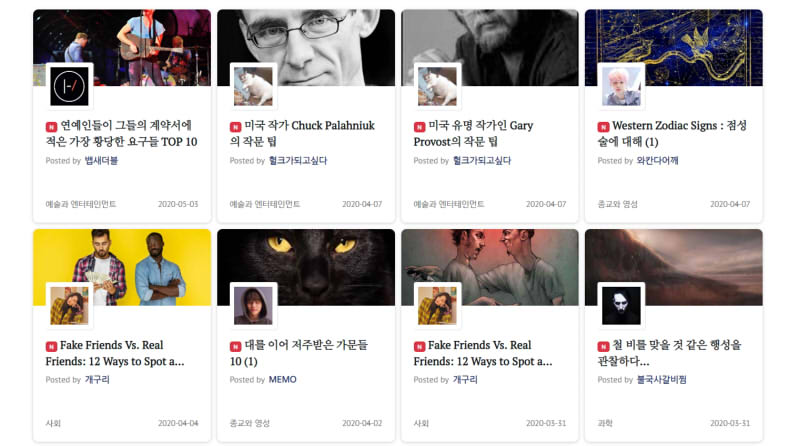 N 연예인들이 그들의 계약서에
적은 가장 황당한 요구들 TOP 10
Posted by 뱁새더블
예술과 엔터테인먼트 2020-05-03
N 미국 작가 Chuck Palahniuk
의 작문 팁
Posted by 헐크가되고싶다
예술과 엔터테인먼트 2020-04-07
N 미국 유명 작가인 Gary
Provost의 작문 팁
Posted by 헐크가되고싶다
예술과 엔터테인먼트 2020-04-07
N Western Zodiac Signs : 점성
술에 대해 (1)
Posted by 와칸다어깨
종교와 영성 2020-04-07
N Fake Friends Vs. Real
Friends: 12 Ways to Spot a...
Posted by 개구리
사회 2020-04-04
N 대를 이어 저주받은 가문들
10 (1)
Posted by MEMO
종교와 영성 2020-04-02
N Fake Friends Vs. Real
Friends: 12 Ways to Spot a...
Posted by 개구리
사회 2020-03-31
N 철 비를 맞을 것 같은 행성을
관찰하다...
Posted by 불국사갈비찜
과학 2020-03-31